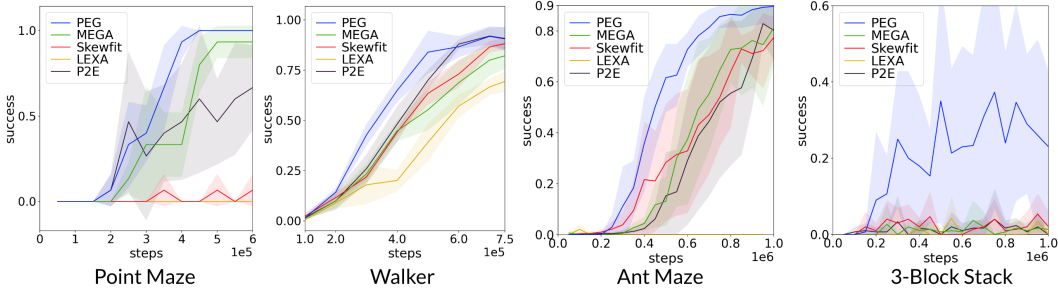 PEG
MEGA
Skewfit
LEXA
P2E
success
1.0
0.5
0.0
0 1 2 3 4 5 6
steps 1e5
Point Maze
PEG
MEGA
Skewfit
LEXA
P2E
success
1.00
0.75
0.50
0.25
0.00
1.0 2.0 4.0 6.0 7.5
steps 1e5
Walker
PEG
MEGA
Skewfit
LEXA
P2E
success
0.9
0.8
0.6
0.4
0.2
0.0
0.0 0.2 0.4 0.6 0.8 1.0
steps 1e6
Ant Maze
PEG
MEGA
Skewfit
LEXA
P2E
success
0.6
0.4
0.2
0.0
0.0 0.2 0.4 0.6 0.8 1.0
steps 1e6
3-Block Stack